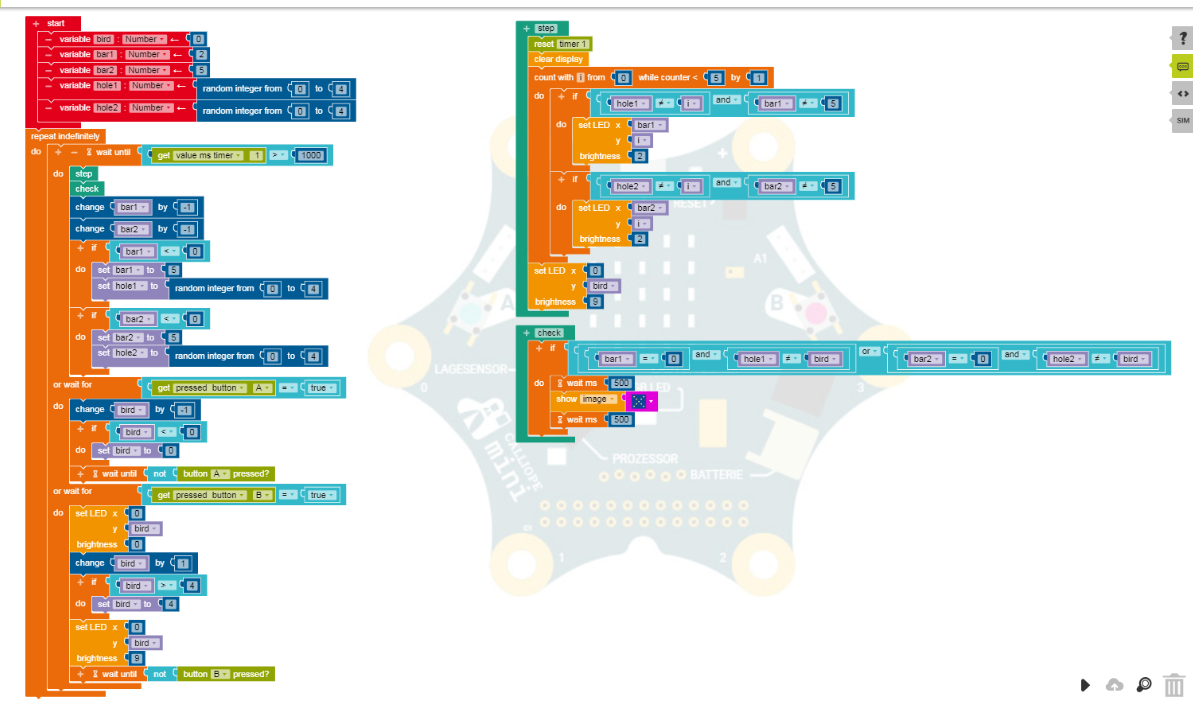 + start
− variable bird : Number ← 0
− variable bar1 : Number ← 2
− variable bar2 : Number ← 5
− variable hole1 : Number ← random integer from 0 to 4
− variable hole2 : Number ← random integer from 0 to 4
repeat indefinitely
do + − wait until get value ms timer 1 > 1000
do step
check
change bar1 by -1
change bar2 by -1
+ if bar1 < 0
do set bar1 to 5
set hole1 to random integer from 0 to 4
+ if bar2 < 0
do set bar2 to 5
set hole2 to random integer from 0 to 4
or wait for get pressed button A = true
do change bird by -1
+ if bird < 0
do set bird to 0
+ wait until not button A pressed?
or wait for get pressed button B = true
do set LED x 0
y bird
brightness 0
change bird by 1
+ if bird > 4
do set bird to 4
set LED x 0
y bird
brightness 9
+ wait until not button B pressed?
+ step
reset timer 1
clear display
count with i from 0 while counter < 5 by 1
do + if hole1 ≠ i and bar1 ≠ 5
do set LED x bar1
y i
brightness 2
+ if hole2 ≠ i and bar2 ≠ 5
do set LED x bar2
y i
brightness 2
set LED x 0
y bird
brightness 9
+ check
+ if bar1 = 0 and hole1 ≠ bird or bar2 = 0 and hole2 ≠ bird
do wait ms 500
show image
wait ms 500
RESET
A1
A
B
LAGESENSOR
LED
0
3
PROZESSOR
BATTERIE
CALLIOPE
mini
1
2
?
<>
SIM